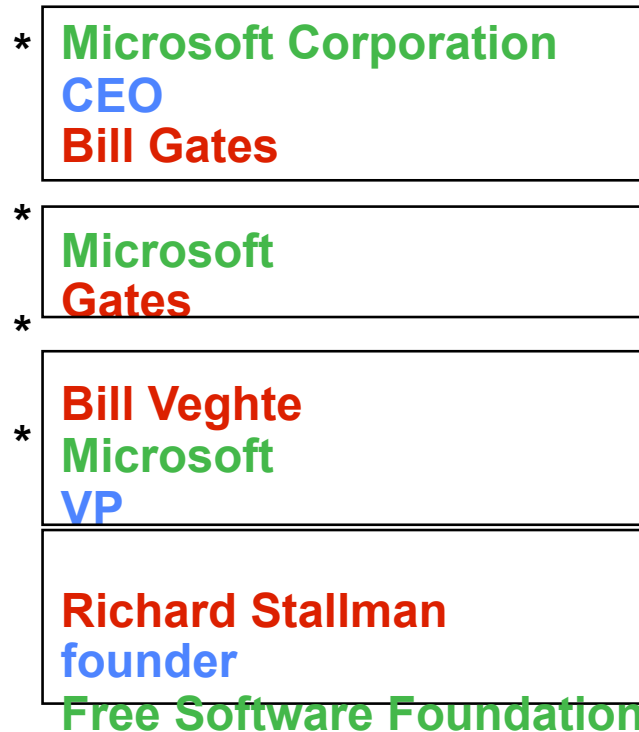 * Microsoft Corporation
CEO
Bill Gates
*
Microsoft
Gates
*
Bill Veghte
* Microsoft
VP
Richard Stallman
founder
Free Software Foundation